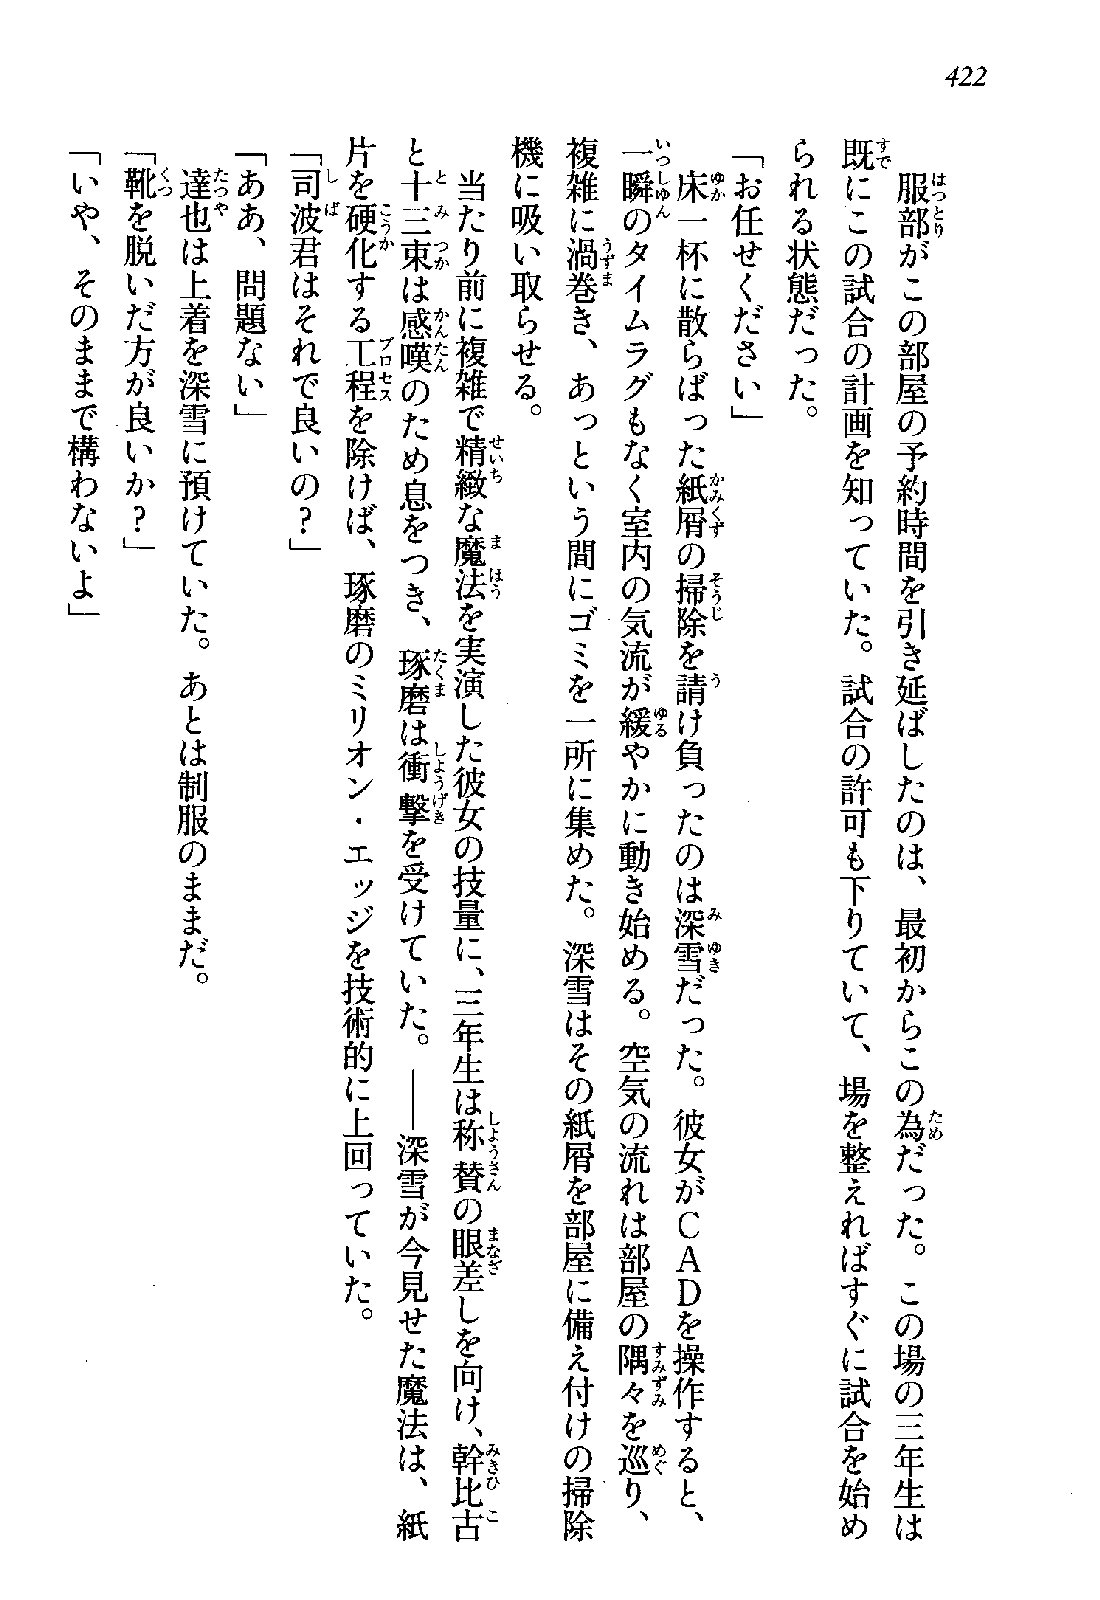 422
服部がこの部屋の予約時間を引き延ばしたのは、最初からこの為だった。この場の三年生は
既にこの試合の計画を知っていた。試合の許可も下りていて、場を整えればすぐに試合を始め
られる状態だった。
「お任せください」
床一杯に散らばった紙屑の掃除を請け負ったのは深雪だった。彼女がＣＡＤを操作すると、
一瞬のタイムラグもなく室内の気流が緩やかに動き始める。空気の流れは部屋の隅々を巡り、
複雑に渦巻き、あっという間にゴミを一所に集めた。深雪はその紙屑を部屋に備え付けの掃除
機に吸い取らせる。
当たり前に複雑で精緻な魔法を実演した彼女の技量に、三年生は称賛の眼差しを向け、幹比古
と十三束は感嘆のため息をつき、琢磨は衝撃を受けていた。――深雪が今見せた魔法は、紙
片を硬化する工程を除けば、琢磨のミリオン・エッジを技術的に上回っていた。
「司波君はそれで良いの？」
「ああ、問題ない」
達也は上着を深雪に預けていた。あとは制服のままだ。
「靴を脱いだ方が良いか？」
「いや、そのままで構わないよ」